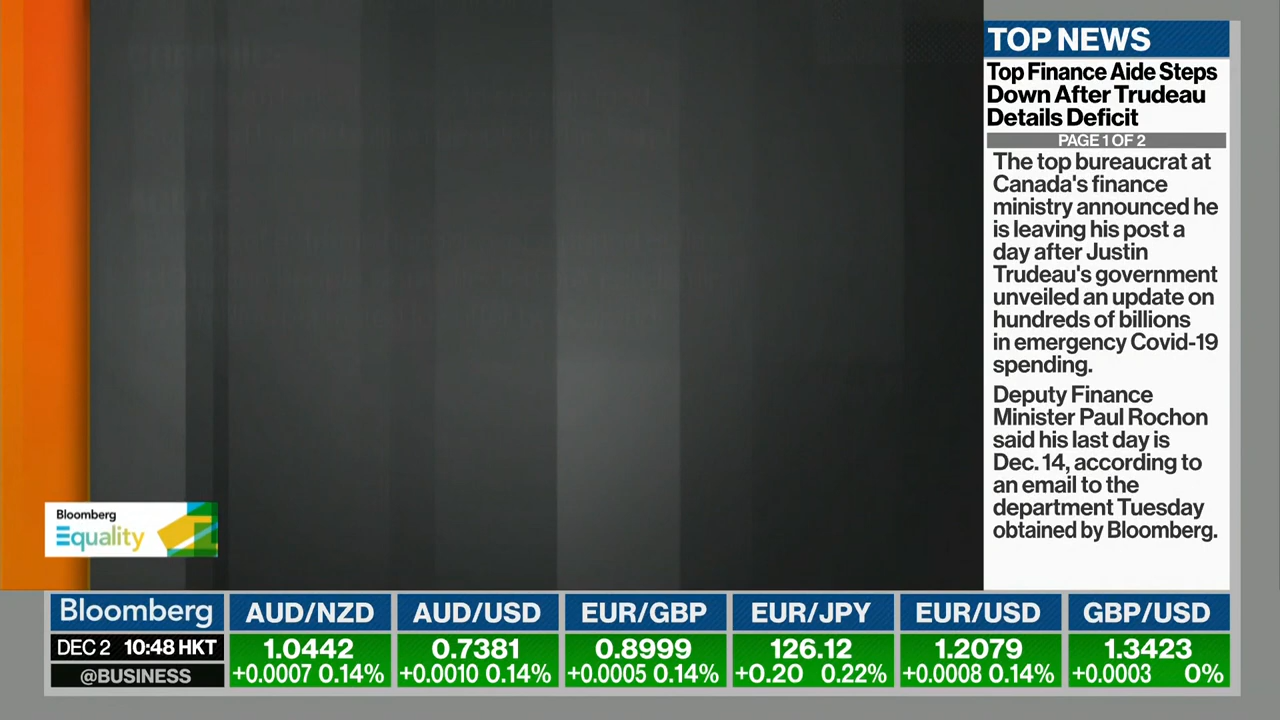 TOP NEWS
Top Finance Aide Steps
Down After Trudeau
Details Deficit
PAGE 1 OF 2
The top bureaucrat at
Canada's finance
ministry announced he
is leaving his post a
day after Justin
Trudeau's government
unveiled an update on
hundreds of billions
in emergency Covid-19
spending.
Deputy Finance
Minister Paul Rochon
said his last day is
Dec. 14, according to
an email to the
department Tuesday
obtained by Bloomberg.
Bloomberg
Equality
Bloomberg AUD/NZD AUD/USD EUR/GBP EUR/JPY EUR/USD GBP/USD
DEC 2 10:48 HKT 1.0442 0.7381 0.8999 126.12 1.2079 1.3423
@BUSINESS +0.0007 0.14% +0.0010 0.14% +0.0005 0.14% +0.20 0.22% +0.0008 0.14% +0.0003 0%